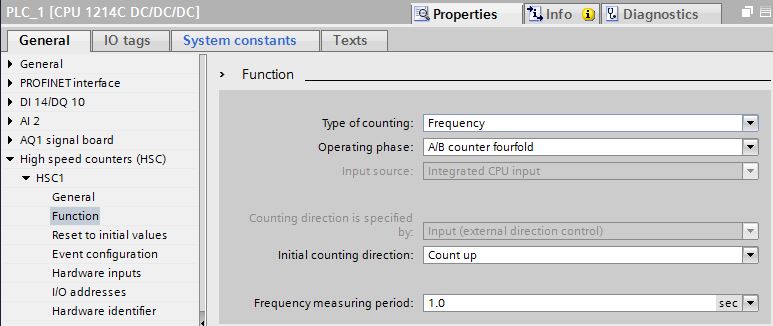 PLC_1 [CPU 1214C DC/DC/DC]
Properties
Info
Diagnostics
General
IO tags
System constants
Texts
General
PROFINET interface
DI 14/DQ 10
AI 2
AQ1 signal board
High speed counters (HSC)
HSC1
General
Function
Reset to initial values
Event configuration
Hardware inputs
I/O addresses
Hardware identifier
Function
Type of counting: Frequency
Operating phase: A/B counter fourfold
Input source: Integrated CPU input
Counting direction is specified
by: Input (external direction control)
Initial counting direction: Count up
Frequency measuring period: 1.0 sec